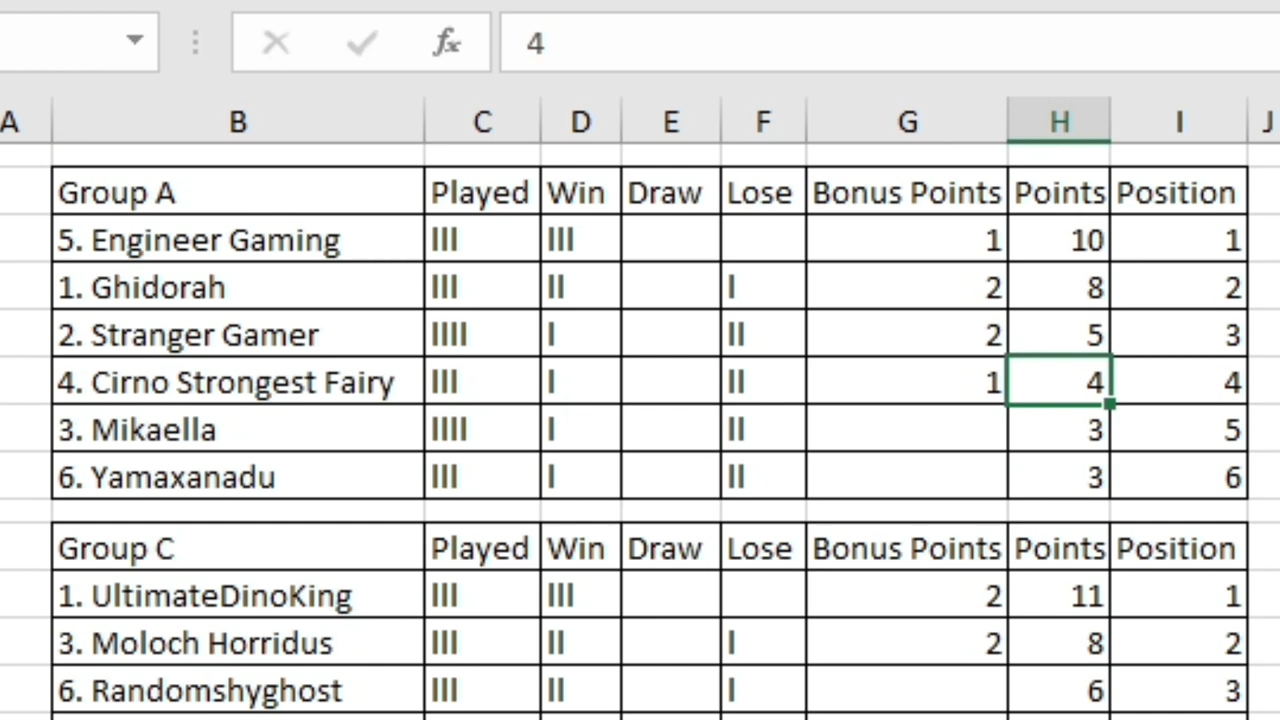 fx 4
A B C D E F G H I J
Group A Played Win Draw Lose Bonus Points Points Position
5. Engineer Gaming III III 1 10 1
1. Ghidorah III II I 2 8 2
2. Stranger Gamer IIII I II 2 5 3
4. Cirno Strongest Fairy III I II 1 4 4
3. Mikaella IIII I II 3 5
6. Yamaxanadu III I II 3 6
Group C Played Win Draw Lose Bonus Points Points Position
1. UltimateDinoKing III III 2 11 1
3. Moloch Horridus III II I 2 8 2
6. Randomshyghost III II I 6 3